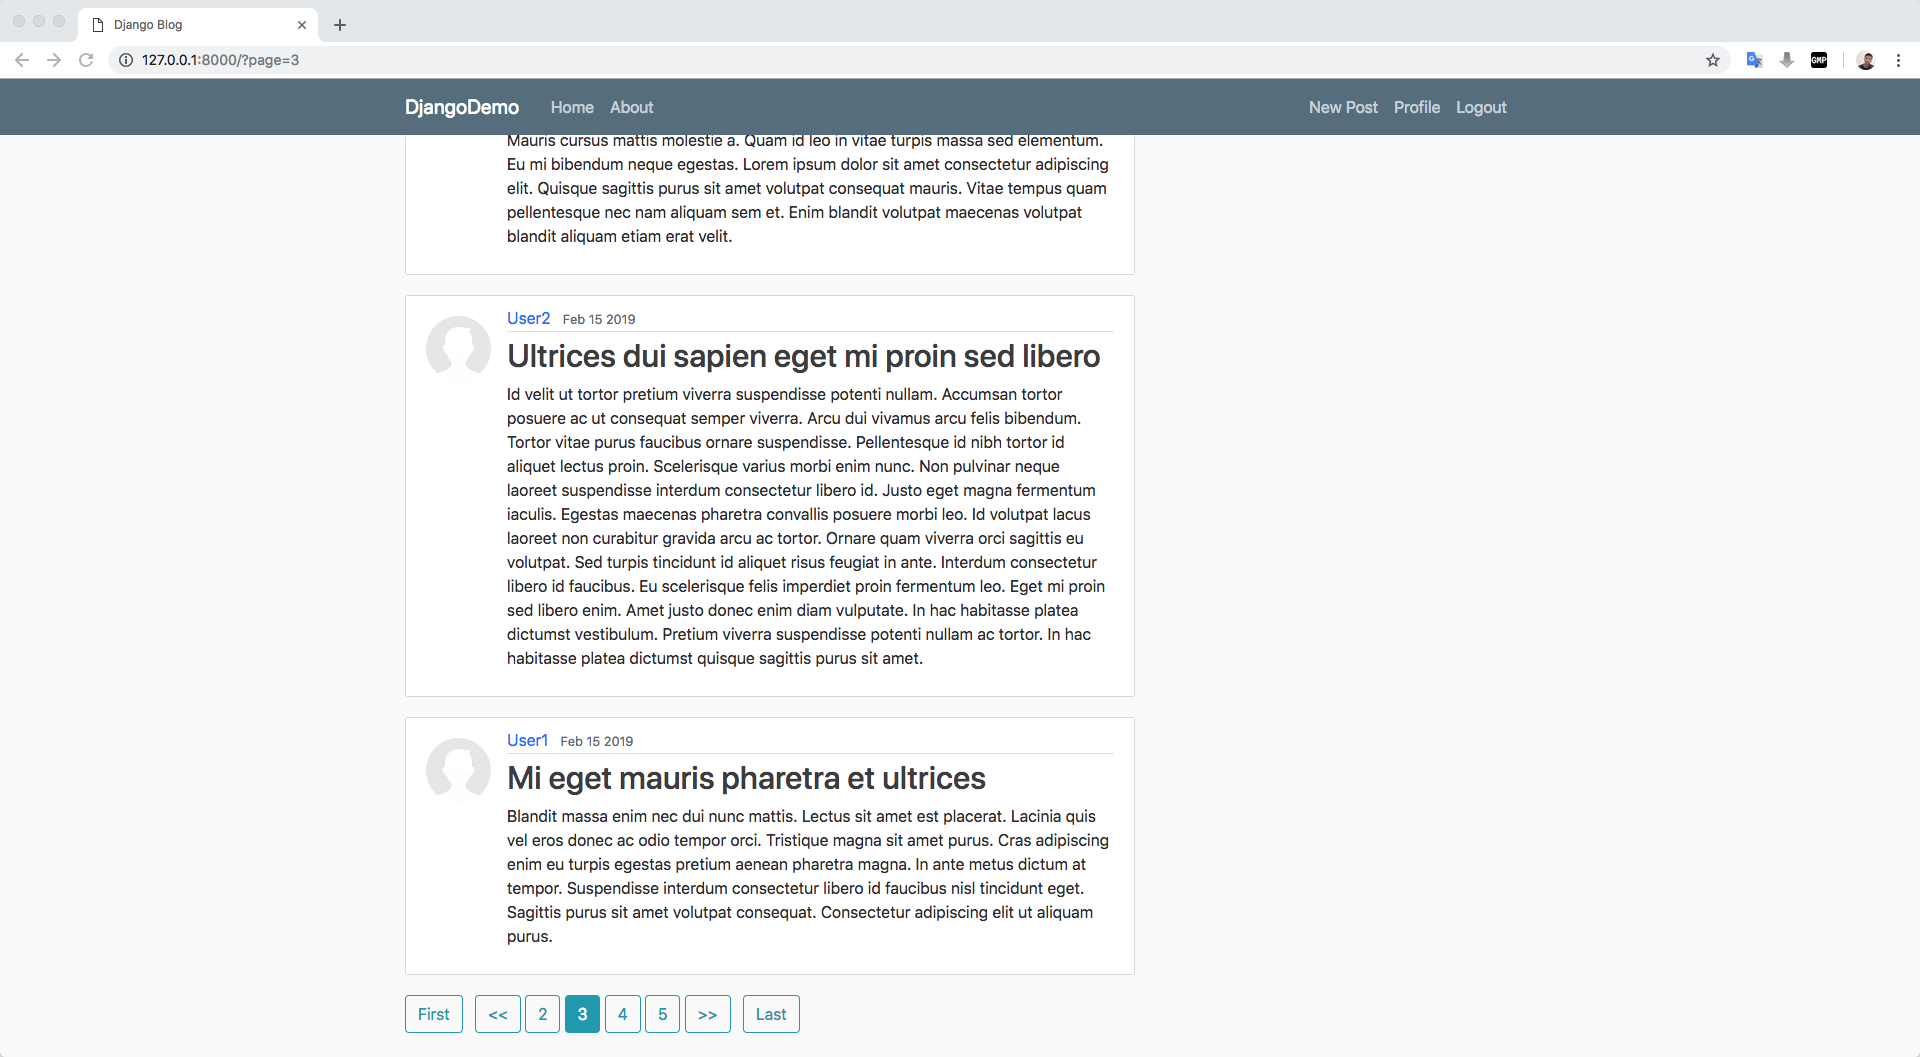 Django Blog
127.0.0.1:8000/?page=3
GMP
DjangoDemo Home About New Post Profile Logout
Mauris cursus mattis molestie a. Quam id leo in vitae turpis massa sed elementum.
Eu mi bibendum neque egestas. Lorem ipsum dolor sit amet consectetur adipiscing
elit. Quisque sagittis purus sit amet volutpat consequat mauris. Vitae tempus quam
pellentesque nec nam aliquam sem et. Enim blandit volutpat maecenas volutpat
blandit aliquam etiam erat velit.
User2 Feb 15 2019
Ultrices dui sapien eget mi proin sed libero
Id velit ut tortor pretium viverra suspendisse potenti nullam. Accumsan tortor
posuere ac ut consequat semper viverra. Arcu dui vivamus arcu felis bibendum.
Tortor vitae purus faucibus ornare suspendisse. Pellentesque id nibh tortor id
aliquet lectus proin. Scelerisque varius morbi enim nunc. Non pulvinar neque
laoreet suspendisse interdum consectetur libero id. Justo eget magna fermentum
iaculis. Egestas maecenas pharetra convallis posuere morbi leo. Id volutpat lacus
laoreet non curabitur gravida arcu ac tortor. Ornare quam viverra orci sagittis eu
volutpat. Sed turpis tincidunt id aliquet risus feugiat in ante. Interdum consectetur
libero id faucibus. Eu scelerisque felis imperdiet proin fermentum leo. Eget mi proin
sed libero enim. Amet justo donec enim diam vulputate. In hac habitasse platea
dictumst vestibulum. Pretium viverra suspendisse potenti nullam ac tortor. In hac
habitasse platea dictumst quisque sagittis purus sit amet.
User1 Feb 15 2019
Mi eget mauris pharetra et ultrices
Blandit massa enim nec dui nunc mattis. Lectus sit amet est placerat. Lacinia quis
vel eros donec ac odio tempor orci. Tristique magna sit amet purus. Cras adipiscing
enim eu turpis egestas pretium aenean pharetra magna. In ante metus dictum at
tempor. Suspendisse interdum consectetur libero id faucibus nisl tincidunt eget.
Sagittis purus sit amet volutpat consequat. Consectetur adipiscing elit ut aliquam
purus.
First << 2 3 4 5 >> Last